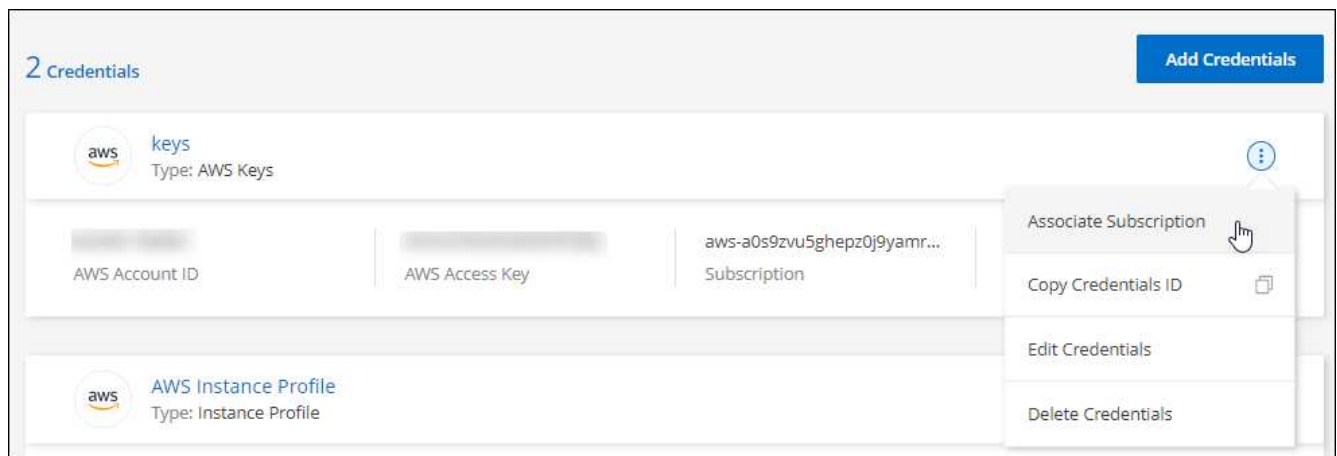 2 Credentials
Add Credentials
aws
keys
Type: AWS Keys
Associate Subscription
Copy Credentials ID
Edit Credentials
Delete Credentials
AWS Account ID
AWS Access Key
aws-a0s9zvu5ghepz0j9yamr...
Subscription
aws
AWS Instance Profile
Type: Instance Profile